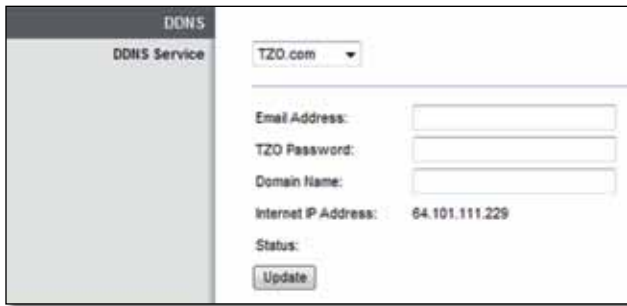 DDNS
DDNS Service TZO.com
Email Address:
TZO Password:
Domain Name:
Internet IP Address: 64.101.111.229
Status:
Update